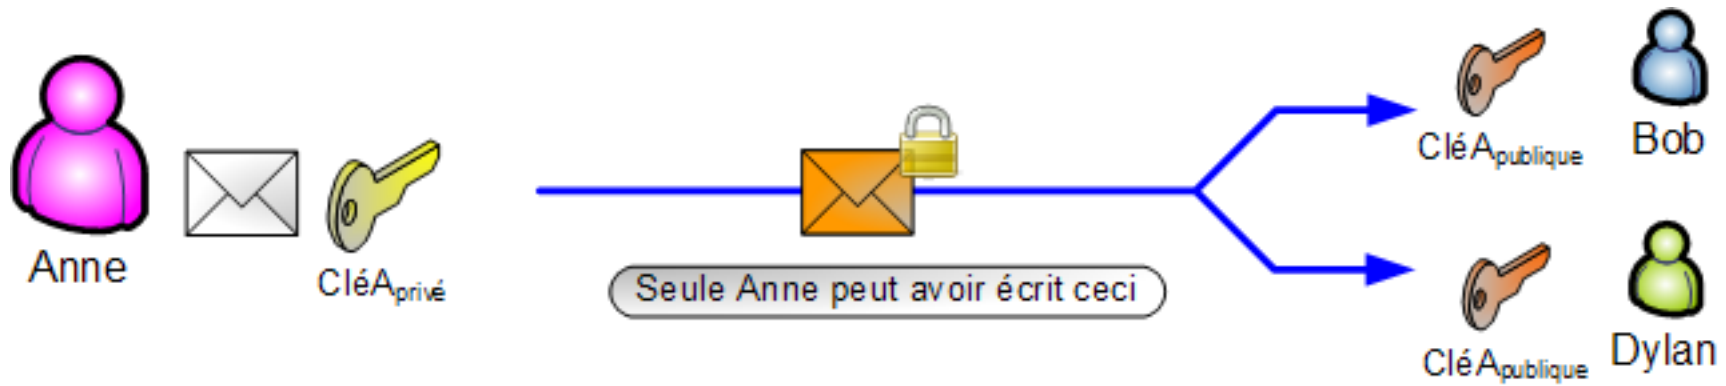 Anne
CléAprivé
Seule Anne peut avoir écrit ceci
CléApublique
Bob
CléApublique
Dylan